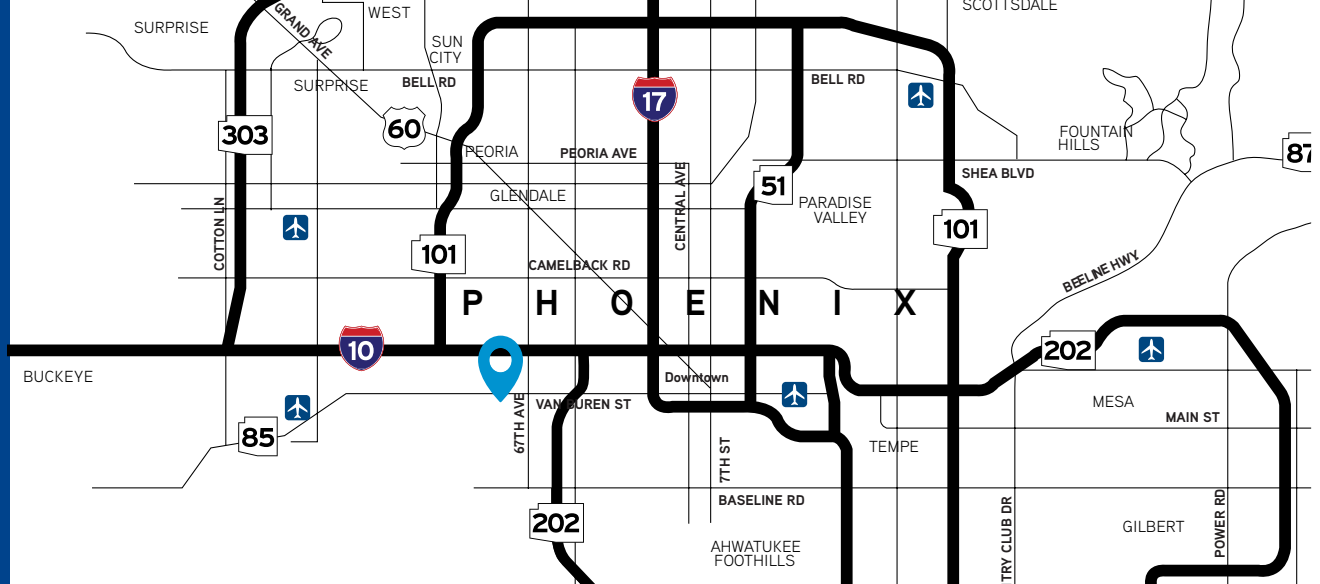 SCOTTSDALE
WEST
GRAND AVE
SURPRISE
SUN
CITY
BELL RD
BELL RD
SURPRISE
17
60
303
FOUNTAIN
HILLS
PEORIA
PEORIA AVE
87
SHEA BLVD
51
GLENDALE
PARADISE
VALLEY
CENTRAL AVE
COTTON LN
101
101
CAMELBACK RD
BEELINE HWY.
P H O E N I X
10
202
BUCKEYE
Downtown
67TH AVE
VAN BUREN ST
MESA
MAIN ST
85
TEMPE
7TH ST
BASELINE RD
202
TRY CLUB DR
POWER RD
GILBERT
AHWATUKEE
FOOTHILLS